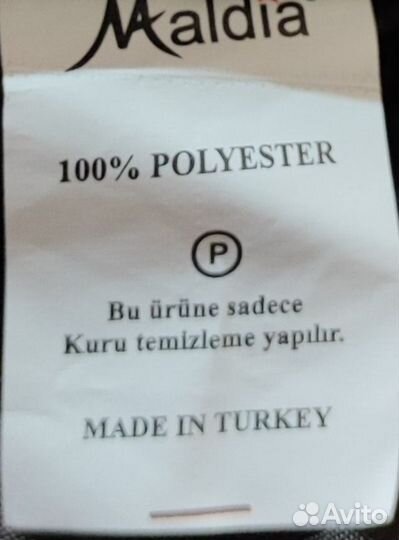 Maldia
100% POLYESTER
P
Bu ürüne sadece
Kuru temizleme yapılır.
MADE IN TURKEY
Avito